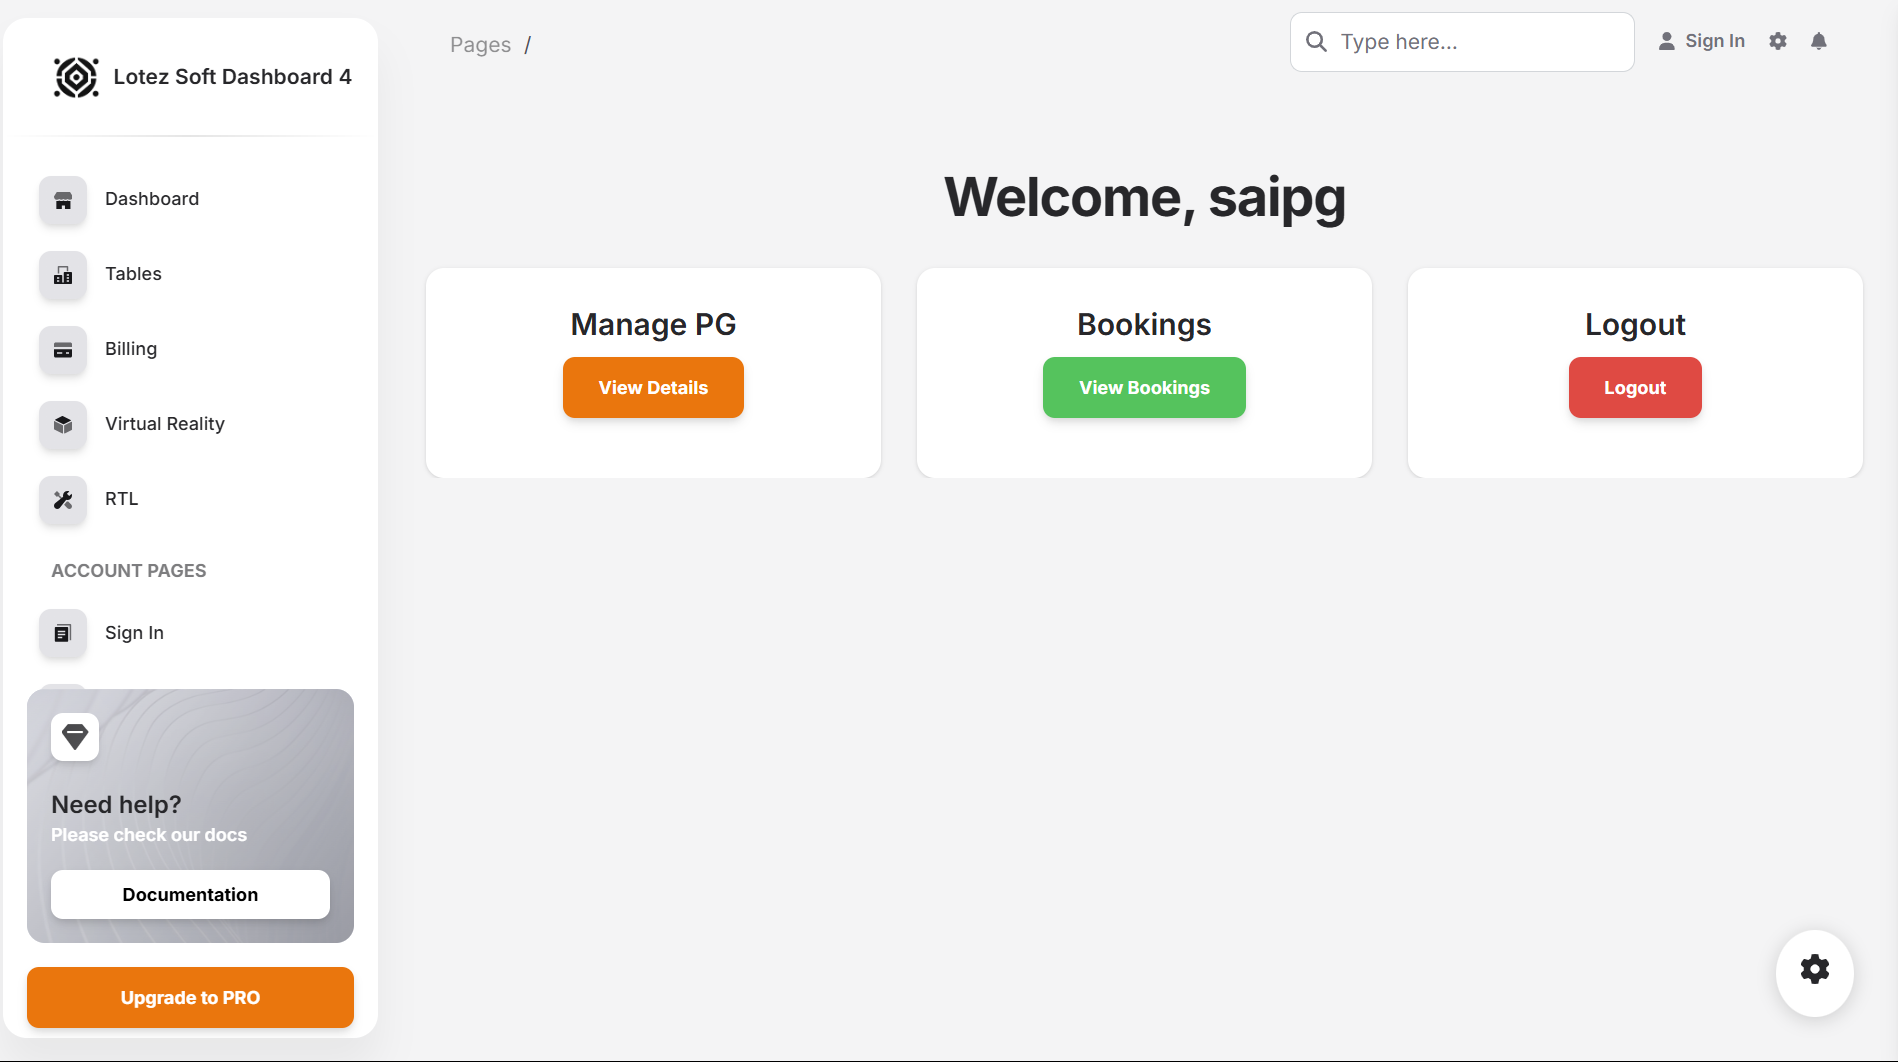 Lotez Soft Dashboard 4
Dashboard
Tables
Billing
Virtual Reality
RTL
ACCOUNT PAGES
Sign In
Need help?
Please check our docs
Documentation
Upgrade to PRO
Pages /
Type here...
Sign In
Welcome, saipg
Manage PG
View Details
Bookings
View Bookings
Logout
Logout